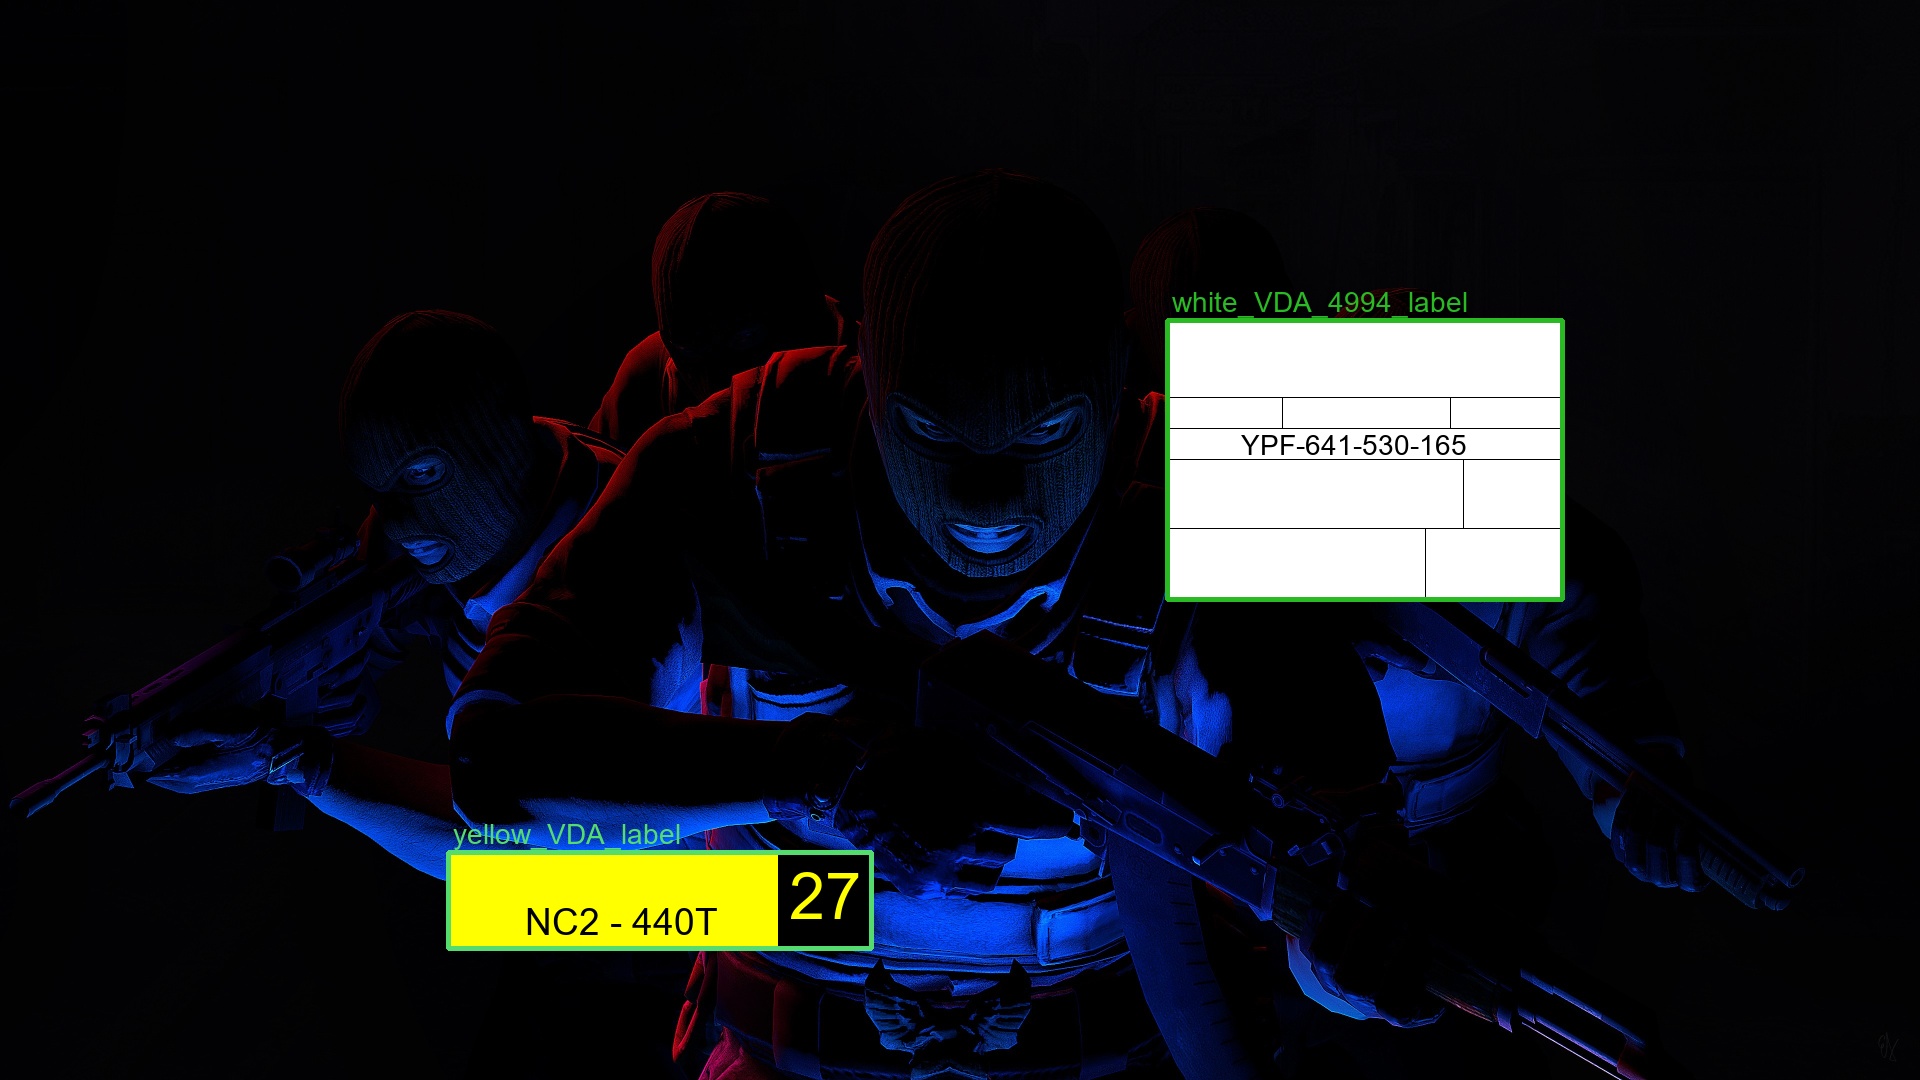 white_VDA_4994_label
YPF-641-530-165
yellow_VDA_label
NC2 - 440T
27